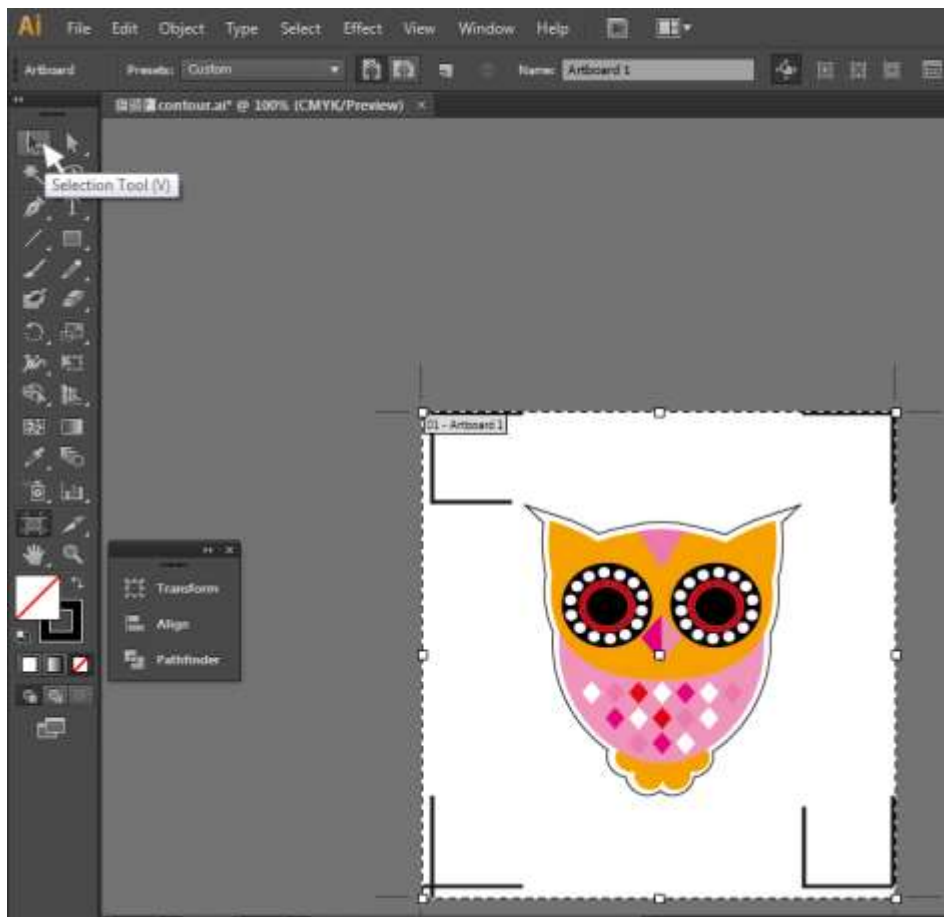 Ai File Edit Object Type Select Effect View Window Help
Artboard Presets: Custom Name: Artboard 1
contour.ai* @ 100% (CMYK/Preview) ×
Selection Tool (V)
01 - Artboard 1
Transform
Align
Pathfinder